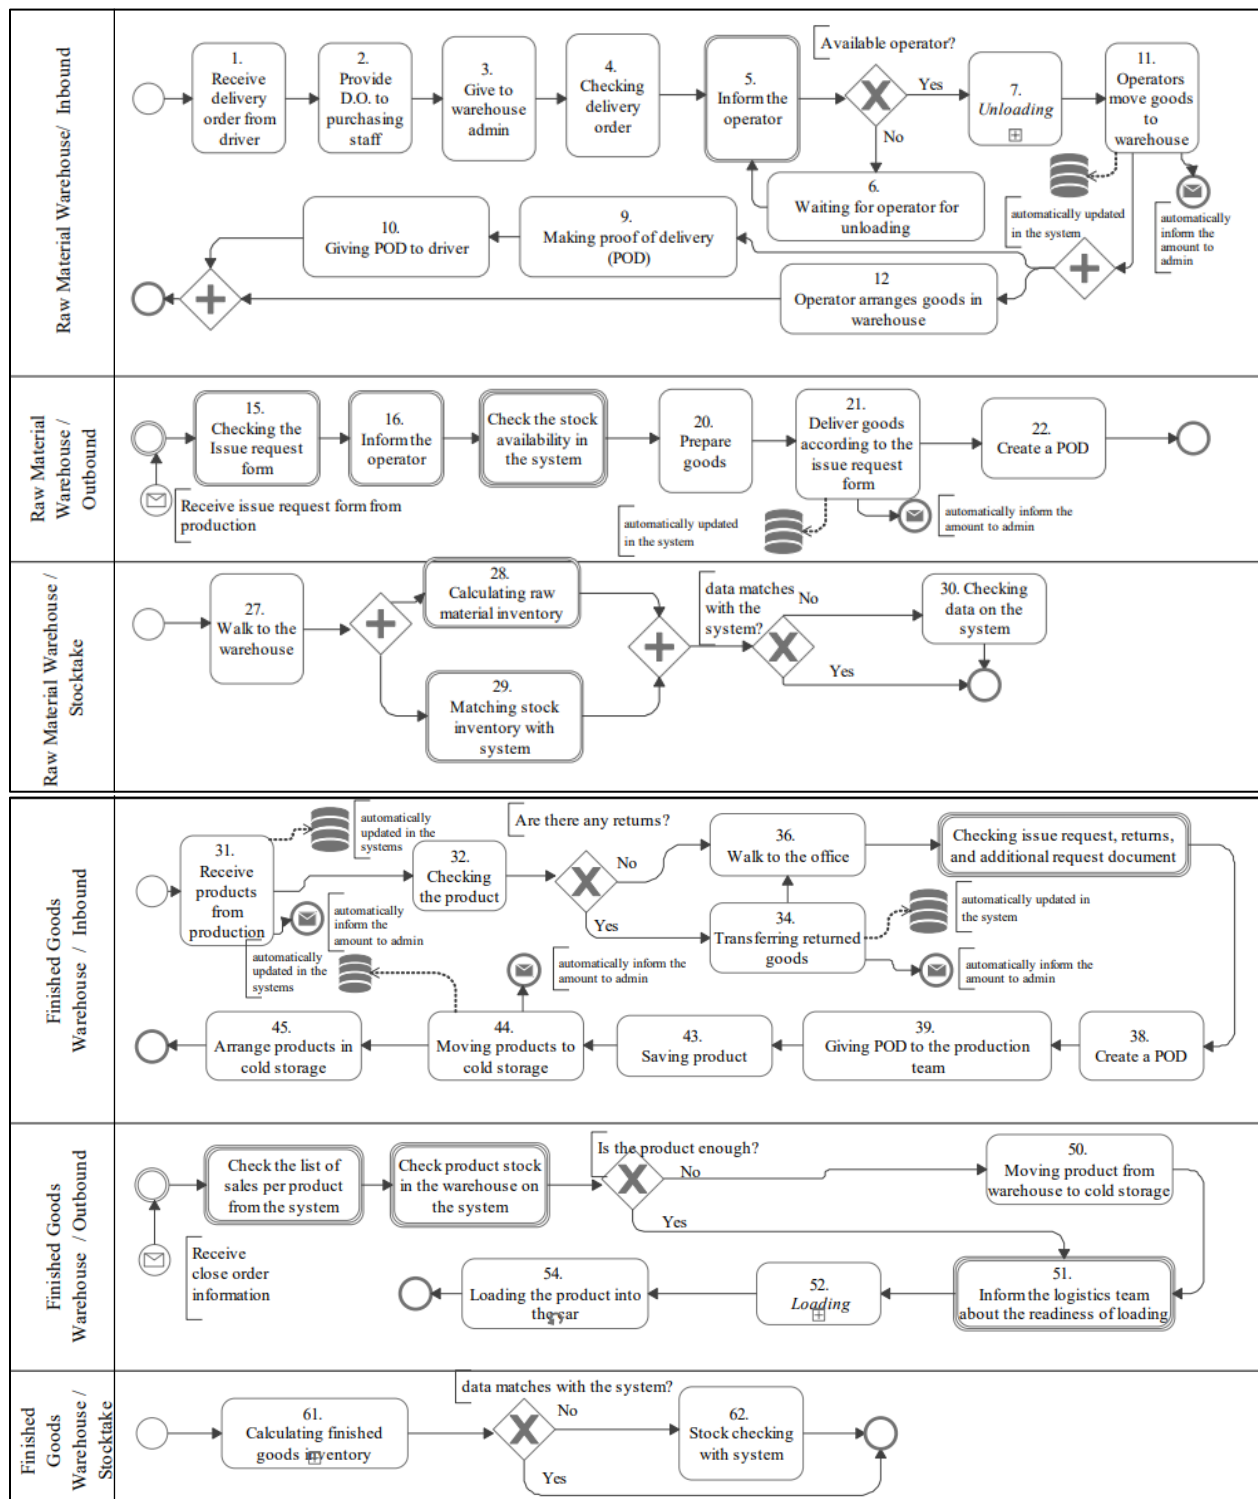 Raw Material Warehouse/ Inbound
1.
Receive
delivery
order from
driver
2.
Provide
D.O. to
purchasing
staff
3.
Give to
warehouse
admin
4.
Checking
delivery
order
5.
Inform the
operator
Available operator?
Yes
No
7.
Unloading
11.
Operators
move goods
to
warehouse
6.
Waiting for operator for
unloading
automatically updated
in the system
automatically
inform the
amount to
admin
10.
Giving POD to driver
9.
Making proof of delivery
(POD)
12
Operator arranges goods in
warehouse
Raw Material
Warehouse /
Outbound
15.
Checking the
Issue request
form
16.
Inform the
operator
Check the stock
availability in
the system
20.
Prepare
goods
21.
Deliver goods
according to the
issue request
form
22.
Create a POD
Receive issue request form from
production
automatically updated
in the system
automatically inform the
amount to admin
Raw Material Warehouse /
Stocktake
27.
Walk to the
warehouse
28.
Calculating raw
material inventory
29.
Matching stock
inventory with
system
data matches
with the
system?
No
Yes
30. Checking
data on the
system
Finished Goods
Warehouse / Inbound
31.
Receive
products
from
production
automatically
updated in the
systems
automatically
inform the
amount to admin
32.
Checking
the product
Are there any returns?
No
Yes
36.
Walk to the office
Checking issue request, returns,
and additional request document
34.
Transferring returned
goods
automatically updated in
the system
automatically inform the
amount to admin
automatically
updated in the
systems
automatically inform the
amount to admin
45.
Arrange products in
cold storage
44.
Moving products to
cold storage
43.
Saving product
39.
Giving POD to the production
team
38.
Create a POD
Finished Goods
Warehouse / Outbound
Check the list of
sales per product
from the system
Check product stock
in the warehouse on
the system
Is the product enough?
No
Yes
50.
Moving product from
warehouse to cold storage
Receive
close order
information
54.
Loading the product into
the car
52.
Loading
51.
Inform the logistics team
about the readiness of loading
Finished
Goods
Warehouse /
Stocktake
61.
Calculating finished
goods inventory
data matches with the system?
No
Yes
62.
Stock checking
with system